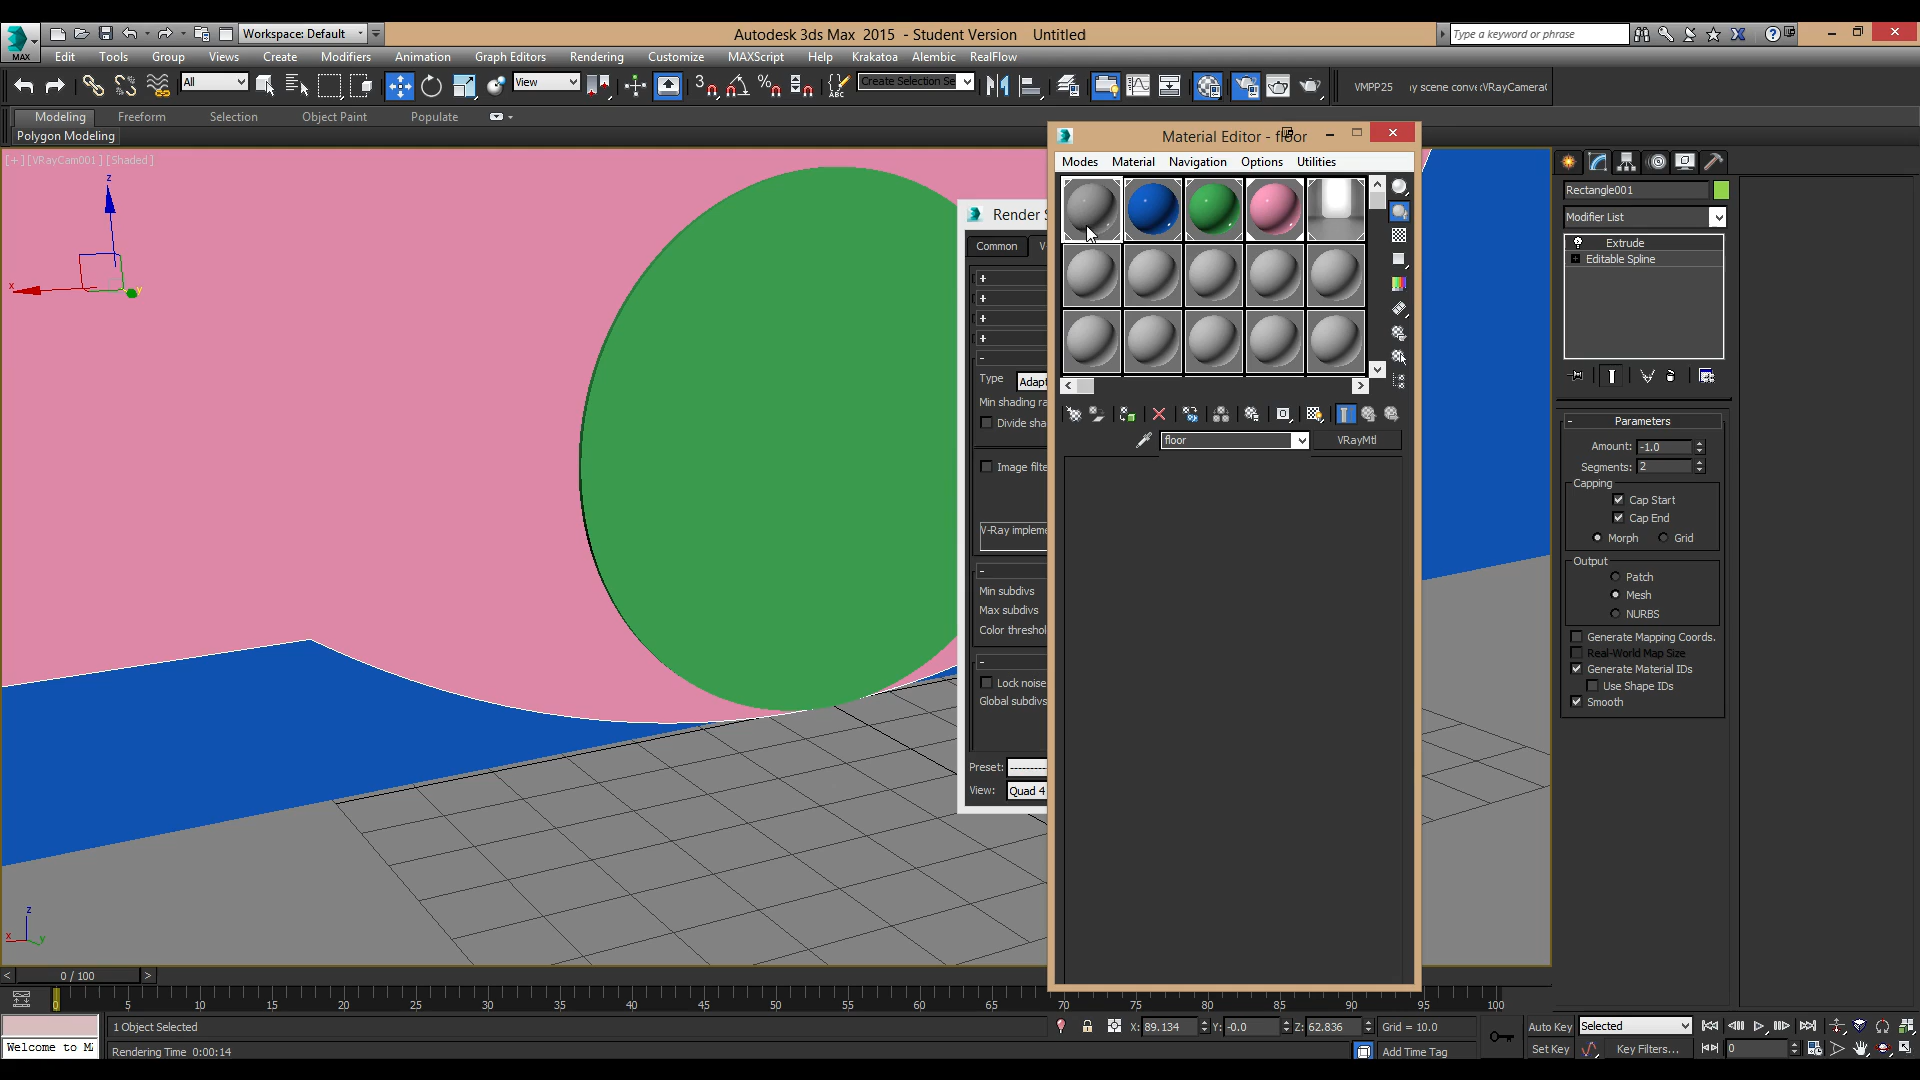 Workspace: Default
Autodesk 3ds Max 2015 - Student Version Untitled
Type a keyword or phrase
MAX
Edit Tools Group Views Create Modifiers Animation Graph Editors Rendering Customize MAXScript Help Krakatoa Alembic RealFlow
All
View
3
Create Selection Se
VMPP25
y scene conve
VRayCamera
Modeling Freeform Selection Object Paint Populate
Polygon Modeling
[+] [VRayCam001] [Shaded]
z
x
y
Render S
Common V-
Type Adapt
Min shading ra
Divide sha
Image filte
V-Ray impleme
Min subdivs
Max subdivs
Color threshol
Lock noise
Global subdivs
Preset: -----------
View: Quad 4
Material Editor - floor
Modes Material Navigation Options Utilities
floor
VRayMtl
Rectangle001
Modifier List
Extrude
Editable Spline
Parameters
Amount: -1.0
Segments: 2
Capping
Cap Start
Cap End
Morph Grid
Output
Patch
Mesh
NURBS
Generate Mapping Coords.
Real-World Map Size
Generate Material IDs
Use Shape IDs
Smooth
z
x
y
< 0 / 100 >
0 5 10 15 20 25 30 35 40 45 50 55 60 65 70 75 80 85 90 95 100
1 Object Selected
X: 89.134 Y: -0.0 Z: 62.836 Grid = 10.0
Auto Key Selected
Welcome to M
Rendering Time 0:00:14
Add Time Tag
Set Key Key Filters... 0